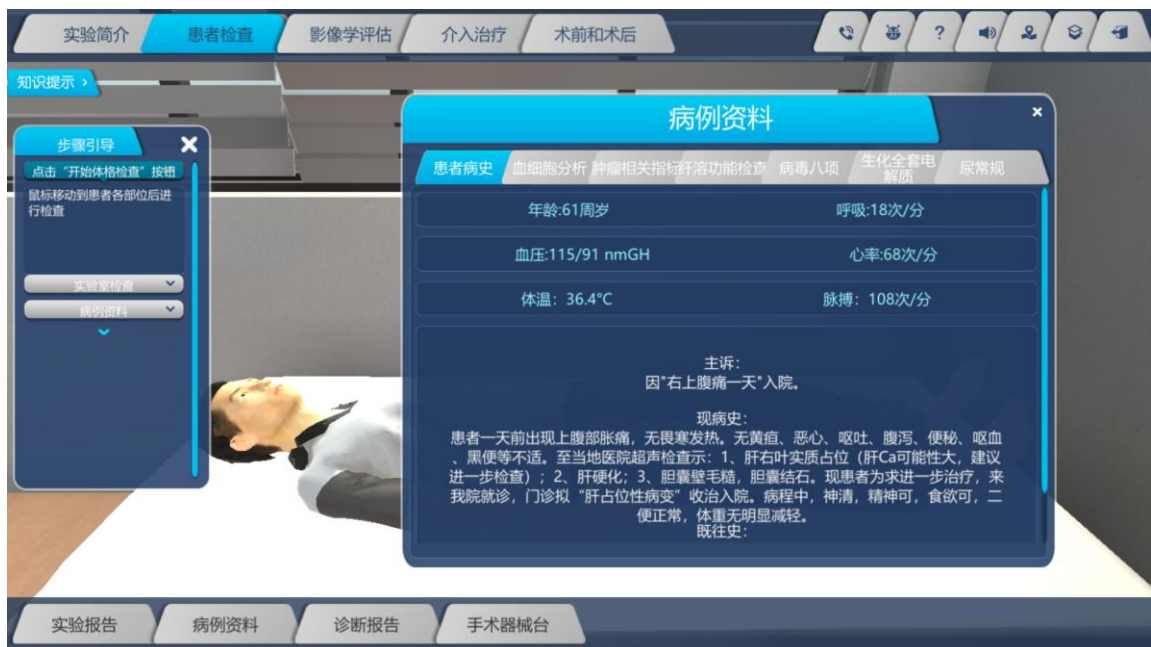 实验简介
患者检查
影像学评估
介入治疗
术前和术后
?
知识提示 ›
步骤引导
点击“开始体格检查”按钮
鼠标移动到患者各部位后进
行检查
实验室检查
病例资料
病例资料
患者病史
血细胞分析
肿瘤相关指标
纤溶功能检查
病毒八项
生化全套电
解质
尿常规
年龄:61周岁
呼吸:18次/分
血压:115/91 nmGH
心率:68次/分
体温：36.4°C
脉搏：108次/分
主诉：
因"右上腹痛一天"入院。
现病史：
患者一天前出现上腹部胀痛，无畏寒发热。无黄疸、恶心、呕吐、腹泻、便秘、呕血
、黑便等不适。至当地医院超声检查示：1、肝右叶实质占位（肝Ca可能性大，建议
进一步检查）；2、肝硬化；3、胆囊壁毛糙，胆囊结石。现患者为求进一步治疗，来
我院就诊，门诊拟“肝占位性病变”收治入院。病程中，神清，精神可，食欲可，二
便正常，体重无明显减轻。
既往史：
实验报告
病例资料
诊断报告
手术器械台